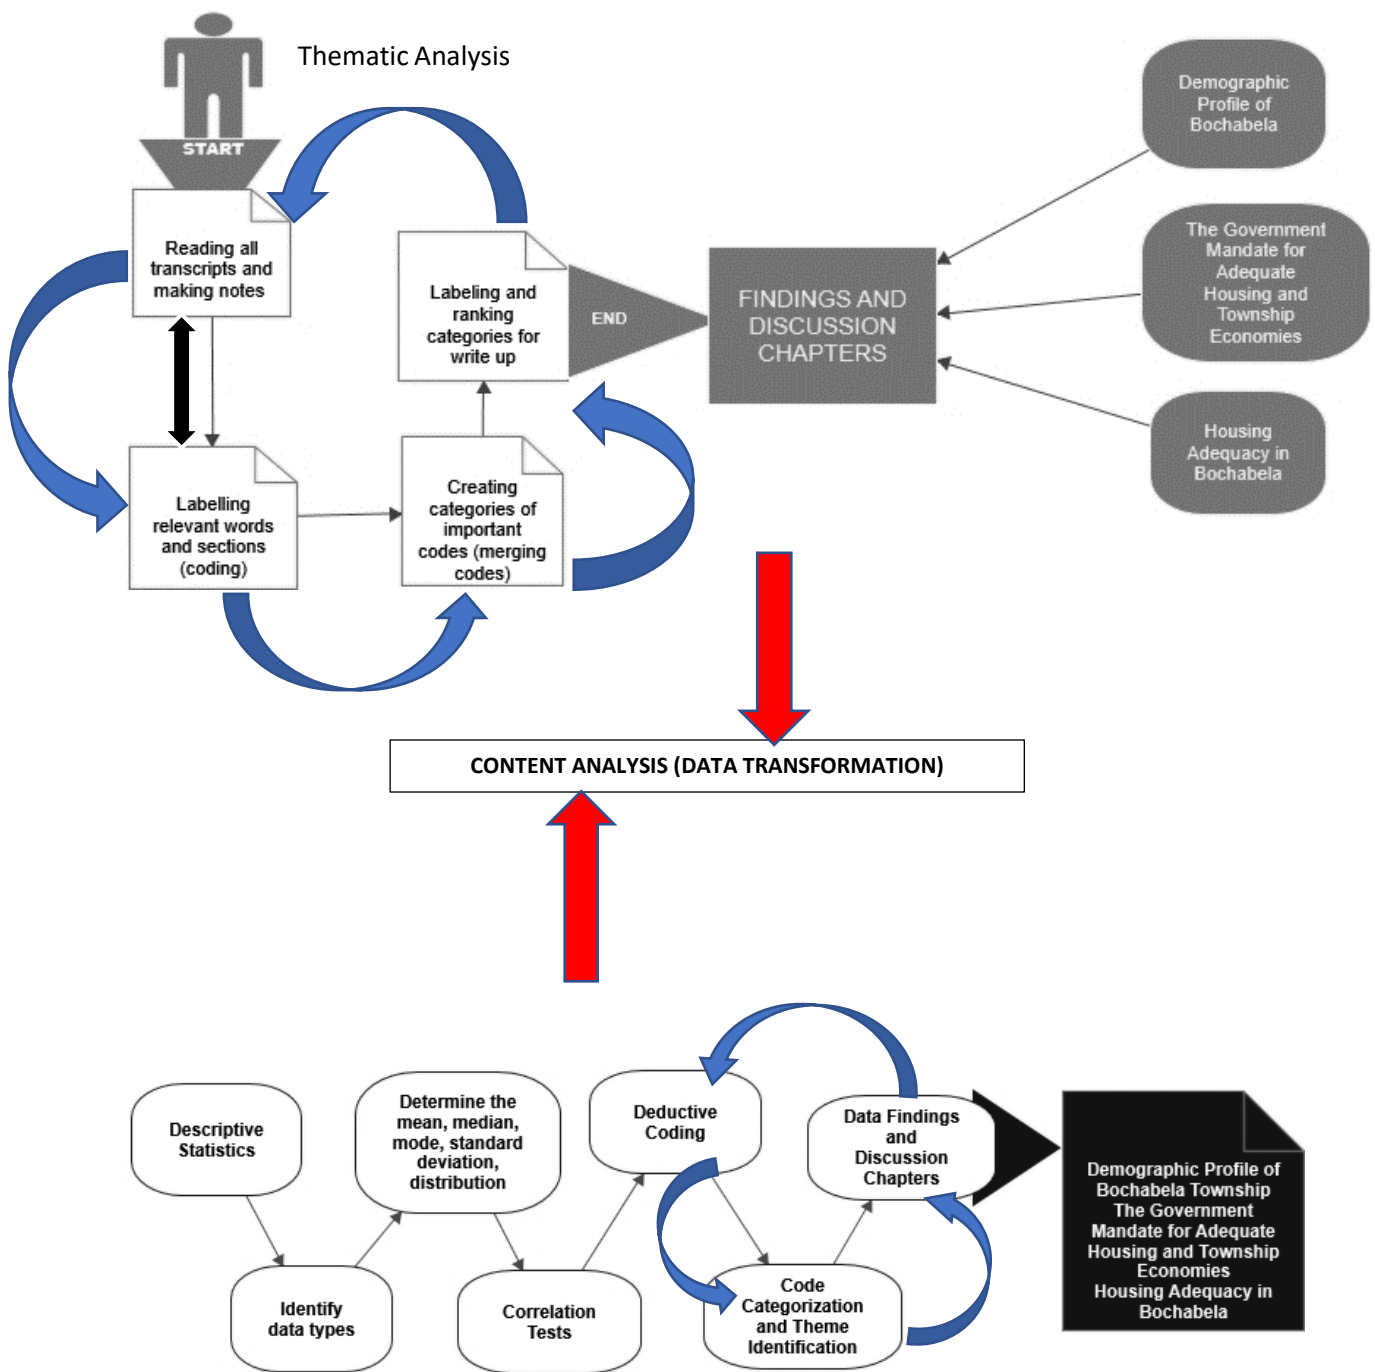 Thematic Analysis
START
Reading all
transcripts and
making notes
Labelling
relevant words
and sections
(coding)
Creating
categories of
important
codes (merging
codes)
Labeling and
ranking
categories for
write up
END
FINDINGS AND
DISCUSSION
CHAPTERS
Demographic
Profile of
Bochabela
The Government
Mandate for
Adequate
Housing and
Township
Economies
Housing
Adequacy in
Bochabela
CONTENT ANALYSIS (DATA TRANSFORMATION)
Descriptive
Statistics
Identify
data types
Determine the
mean, median,
mode, standard
deviation,
distribution
Correlation
Tests
Deductive
Coding
Code
Categorization
and Theme
Identification
Data Findings
and
Discussion
Chapters
Demographic Profile of
Bochabela Township
The Government
Mandate for Adequate
Housing and Township
Economies
Housing Adequacy in
Bochabela